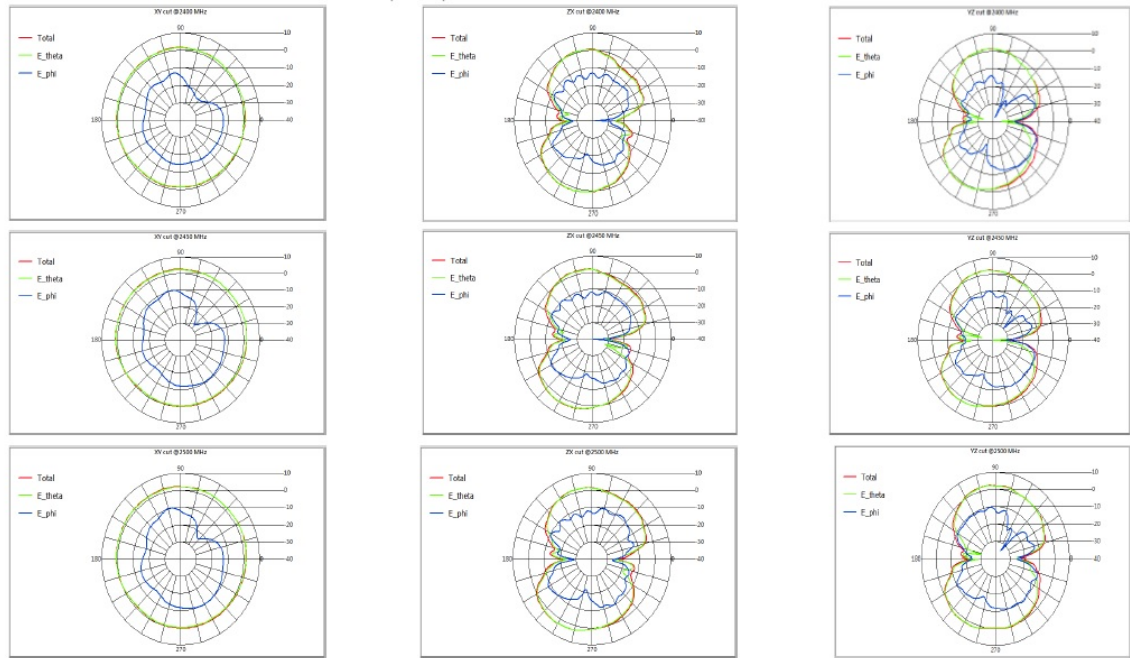 XY cut @2400 MHz
Total
E_theta
E_phi
90
180
0
270
10
0
10
20
30
40
ZX cut @2400 MHz
Total
E_theta
E_phi
90
180
0
270
10
0
10
20
30
40
YZ cut @2400 MHz
Total
E_theta
E_phi
90
180
0
270
10
0
10
20
30
40
XY cut @2450 MHz
Total
E_theta
E_phi
90
180
0
270
10
0
10
20
30
40
ZX cut @2450 MHz
Total
E_theta
E_phi
90
180
0
270
10
0
10
20
30
40
YZ cut @2450 MHz
Total
E_theta
E_phi
90
180
0
270
10
0
10
20
30
40
XY cut @2500 MHz
Total
E_theta
E_phi
90
180
0
270
10
0
10
20
30
40
ZX cut @2500 MHz
Total
E_theta
E_phi
90
180
0
270
10
0
10
20
30
40
YZ cut @2500 MHz
Total
E_theta
E_phi
90
180
0
270
10
0
10
20
30
40